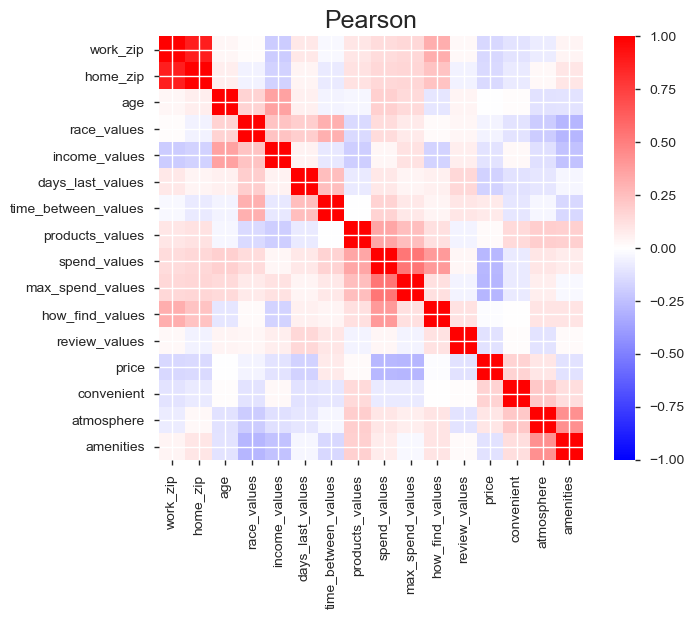 Pearson
work_zip
home_zip
age
race_values
income_values
days_last_values
time_between_values
products_values
spend_values
max_spend_values
how_find_values
review_values
price
convenient
atmosphere
amenities
1.00
0.75
0.50
0.25
0.00
−0.25
−0.50
−0.75
−1.00
work_zip
home_zip
age
race_values
income_values
days_last_values
time_between_values
products_values
spend_values
max_spend_values
how_find_values
review_values
price
convenient
atmosphere
amenities